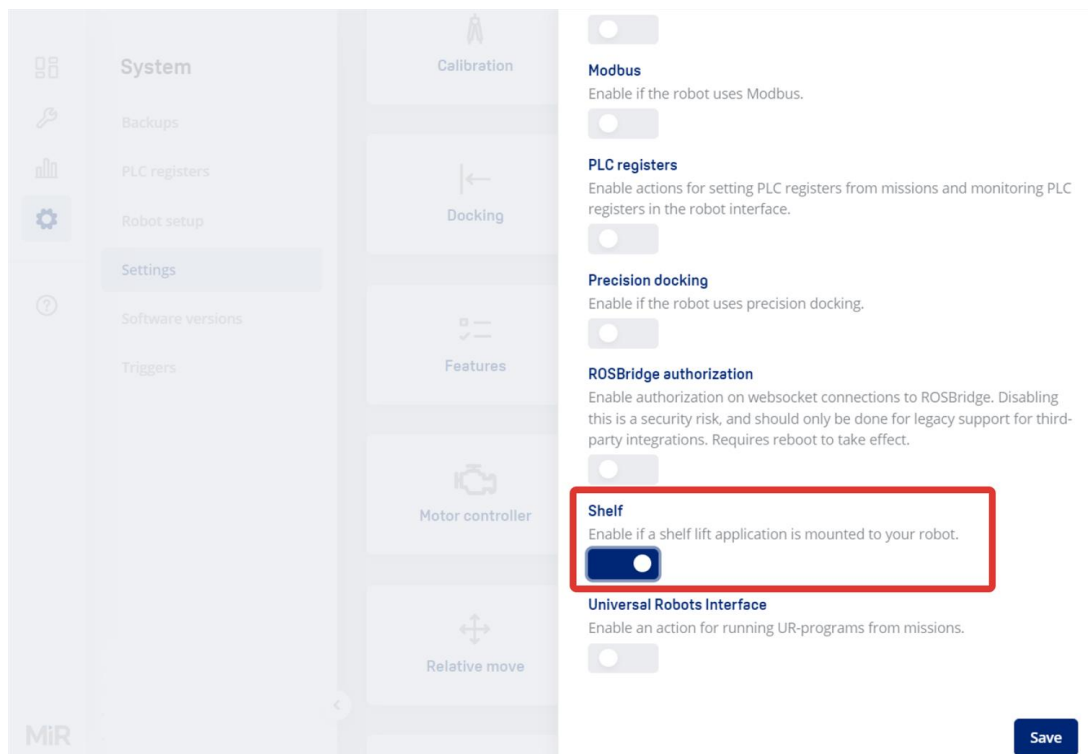 System
Backups
PLC registers
Robot setup
Settings
Software versions
Triggers
MiR
Calibration
Docking
Features
Motor controller
Relative move
Modbus
Enable if the robot uses Modbus.
PLC registers
Enable actions for setting PLC registers from missions and monitoring PLC
registers in the robot interface.
Precision docking
Enable if the robot uses precision docking.
ROSBridge authorization
Enable authorization on websocket connections to ROSBridge. Disabling
this is a security risk, and should only be done for legacy support for third-
party integrations. Requires reboot to take effect.
Shelf
Enable if a shelf lift application is mounted to your robot.
Universal Robots Interface
Enable an action for running UR-programs from missions.
Save